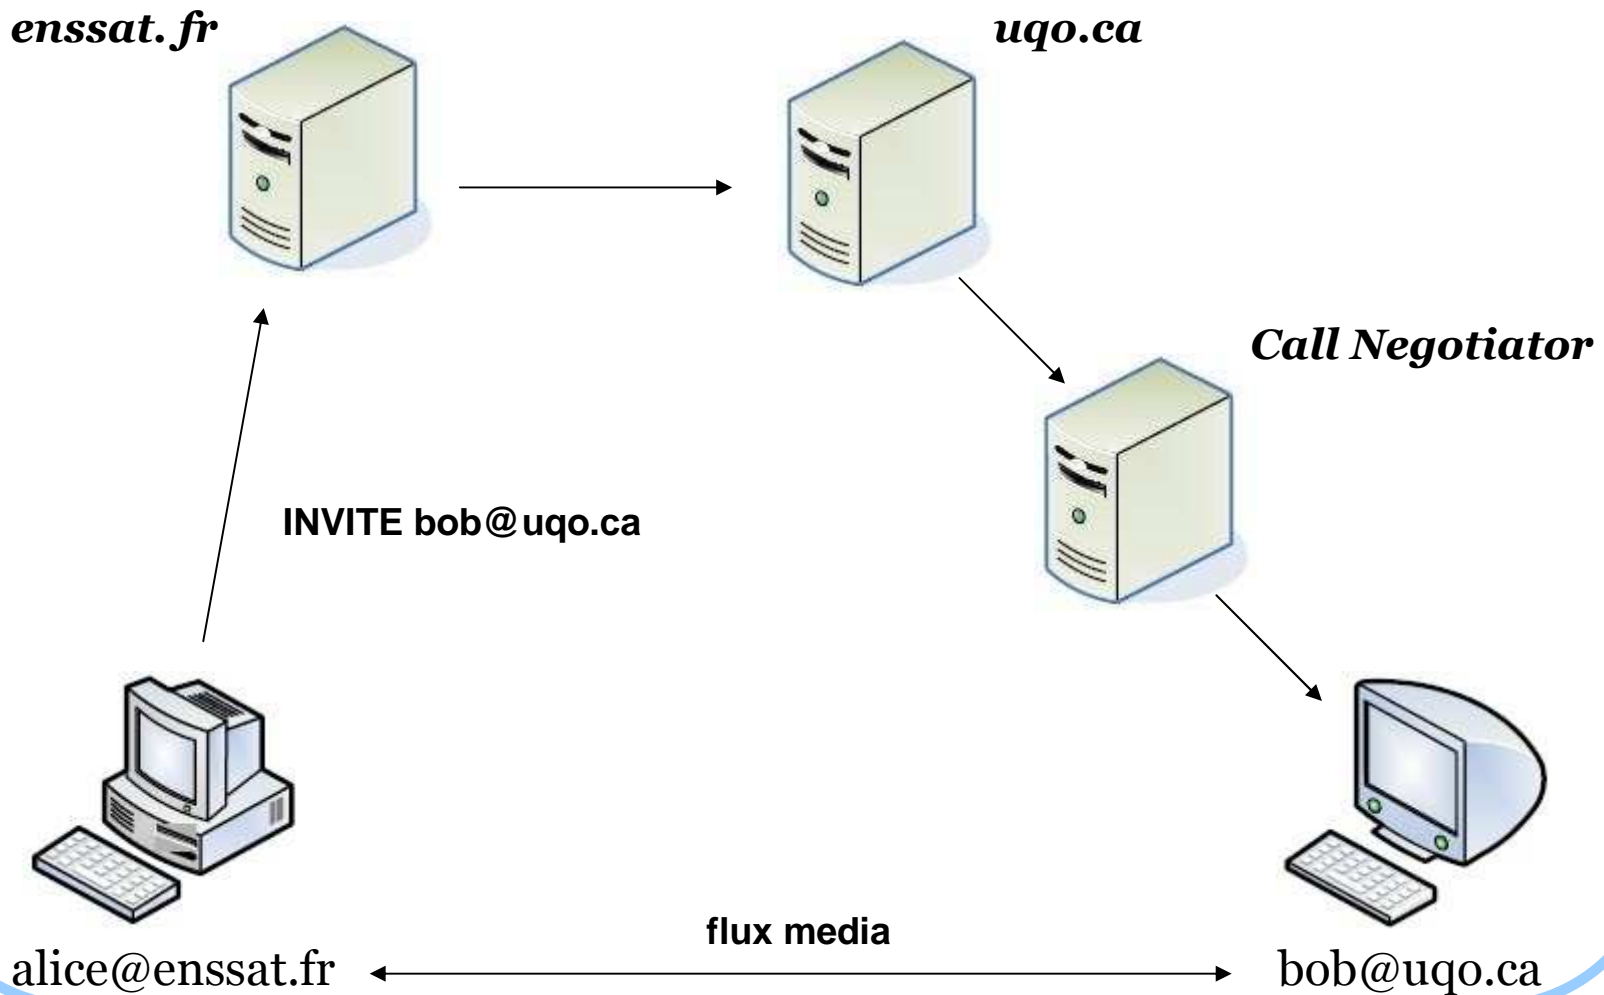 enssat.fr
uqo.ca
Call Negotiator
INVITE bob@uqo.ca
flux media
alice@enssat.fr
bob@uqo.ca